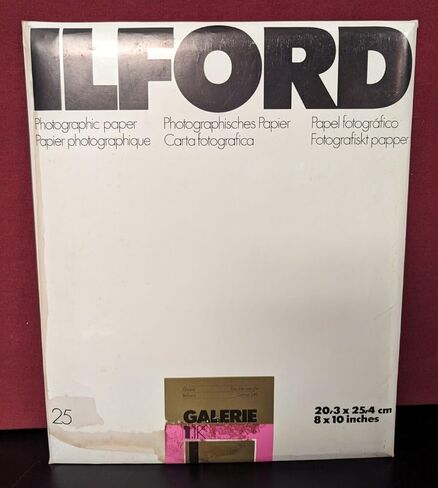 ILFORD
Photographic paper Photographisches Papier Papel fotográfico
Papier photographique Carta fotografica Fotografiskt papper
25
GALERIE
20,3 x 25,4 cm
8 x 10 inches